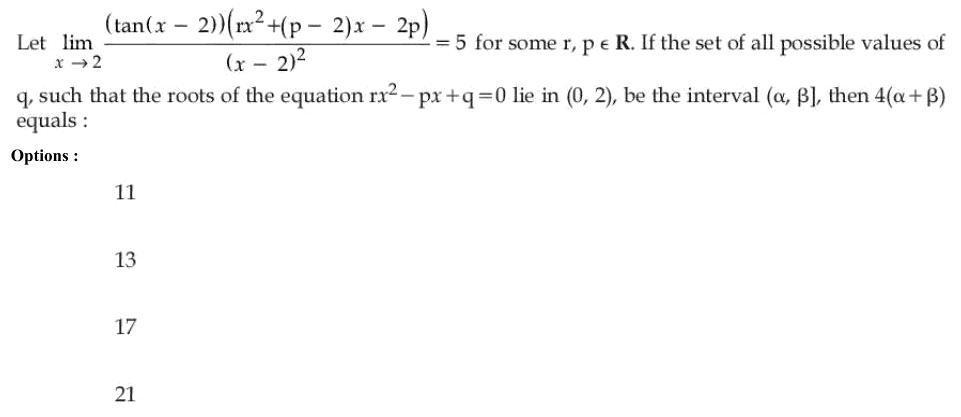 Let lim x → 2 (tan(x − 2))(rx² + (p − 2)x − 2p) / (x − 2)² = 5 for some r, p ϵ R. If the set of all possible values of
q, such that the roots of the equation rx² − px + q = 0 lie in (0, 2), be the interval (α, β], then 4(α + β)
equals :
Options :
11
13
17
21